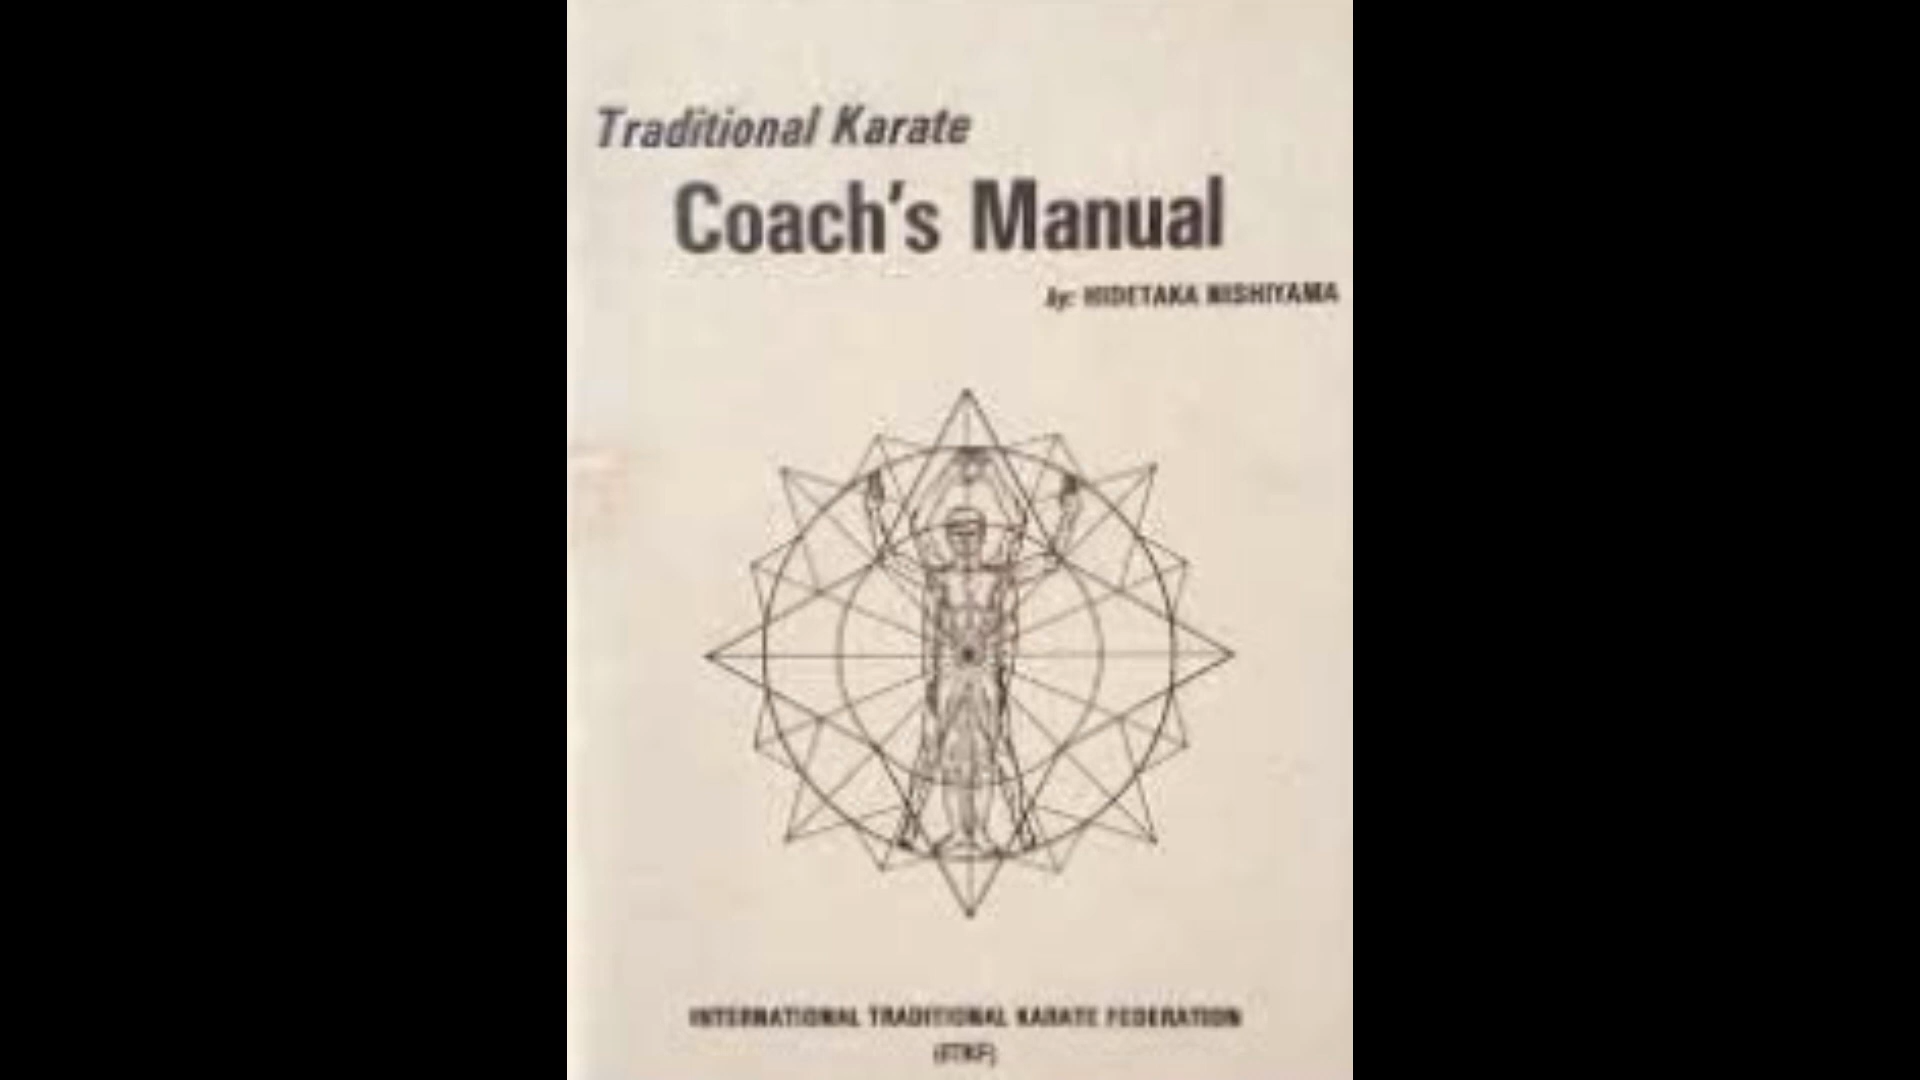 Traditional Karate
Coach's Manual
by: HIDETAKA NISHIYAMA
INTERNATIONAL TRADITIONAL KARATE FEDERATION
(ITKF)